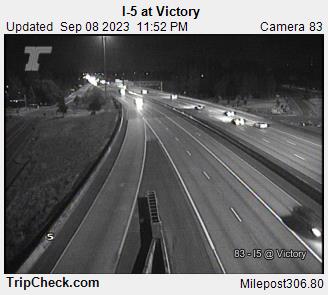 I-5 at Victory
Updated Sep 08 2023 11:52 PM Camera 83
T
S
83 - I5 @ Victory
TripCheck.com Milepost306.80